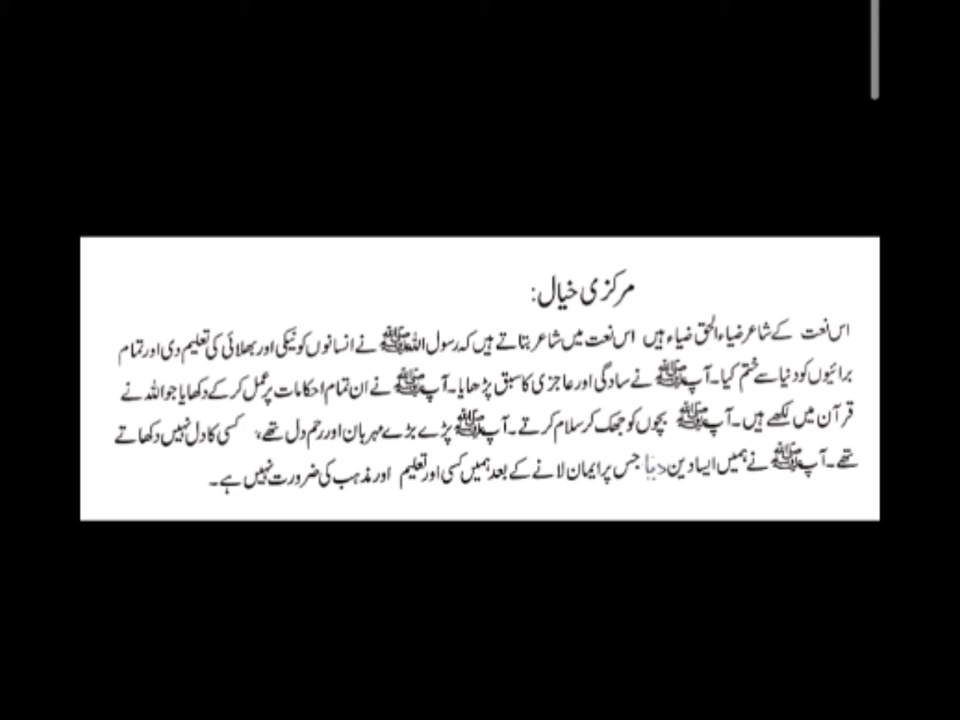 مرکزی خیال:
اس نعت کے شاعر ضیاء الحق ضیاء ہیں اس نعت میں شاعر بتاتے ہیں کہ رسول اللہ ﷺ نے انسانوں کو نیکی اور بھلائی کی تعلیم دی اور تمام
برائیوں کو دنیا سے ختم کیا۔ آپ ﷺ نے سادگی اور عاجزی کا سبق پڑھایا۔ آپ ﷺ نے ان تمام احکامات پر عمل کر کے دکھایا جو اللہ نے
قرآن میں لکھے ہیں۔ آپ ﷺ بچوں کو جھک کر سلام کرتے۔ آپ ﷺ بڑے بڑے مہربان اور رحم دل تھے، کسی کا دل نہیں دکھاتے
تھے۔ آپ ﷺ نے ہمیں ایسا دین دیا جس پر ایمان لانے کے بعد ہمیں کسی اور تعلیم اور مذہب کی ضرورت نہیں ہے۔